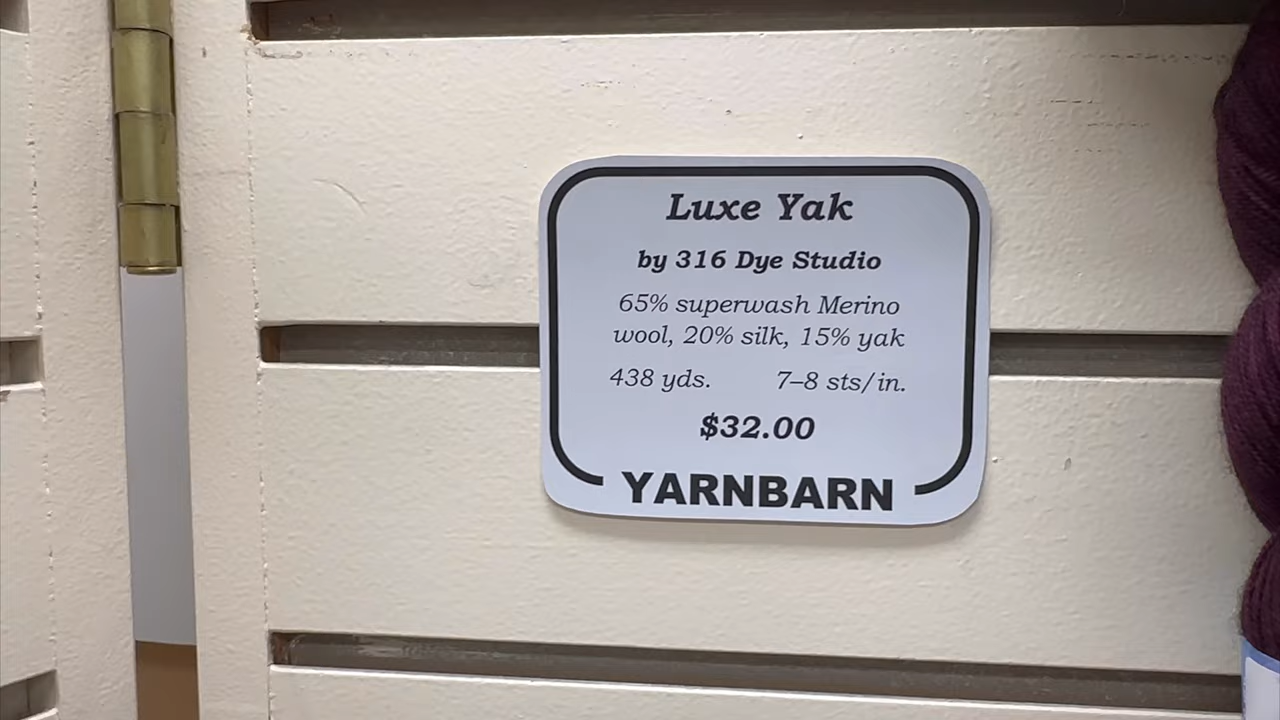 Luxe Yak
by 316 Dye Studio
65% superwash Merino
wool, 20% silk, 15% yak
438 yds. 7–8 sts/in.
$32.00
YARNBARN